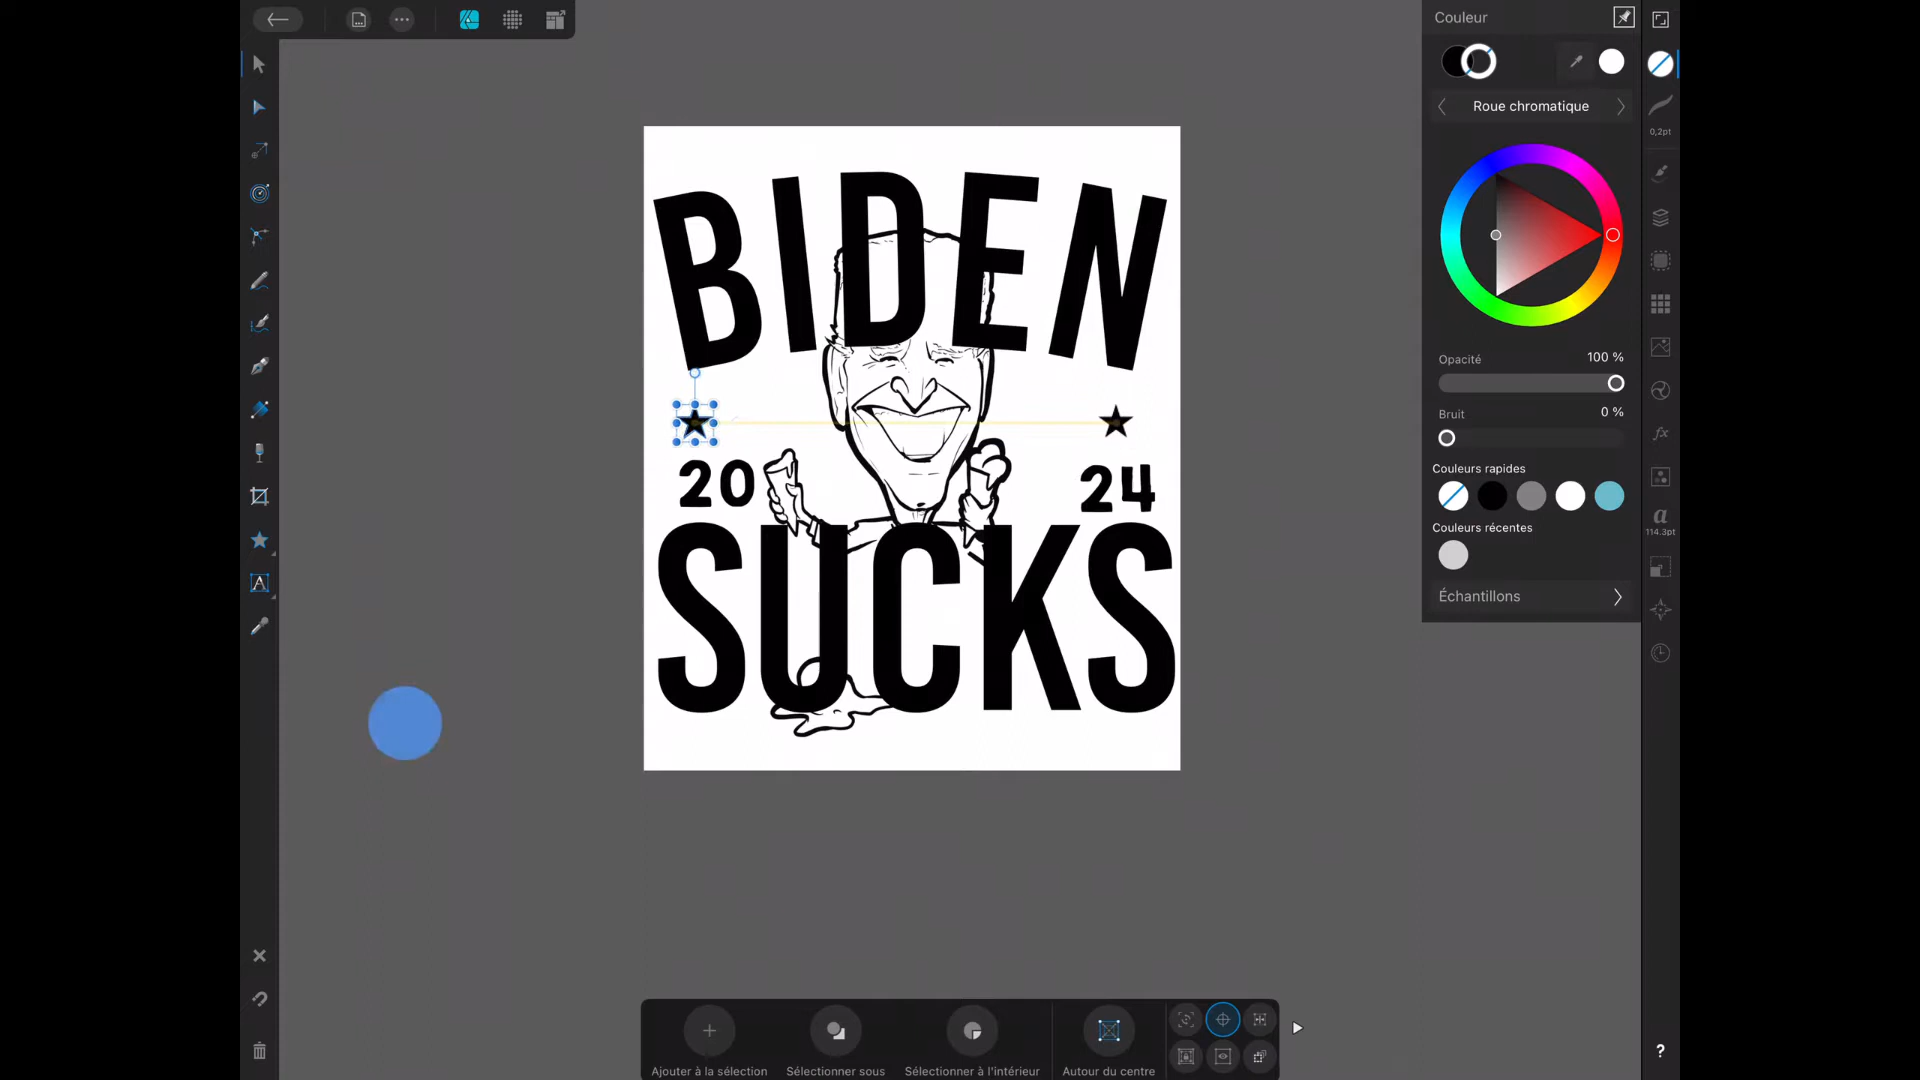 Couleur
Roue chromatique
0,2pt
BIDEN
Opacité
100 %
Bruit
0 %
Couleurs rapides
Couleurs récentes
a
114.3pt
Échantillons
20
24
SUCKS
A
fx
Ajouter à la sélection
Sélectionner sous
Sélectionner à l'intérieur
Autour du centre
?